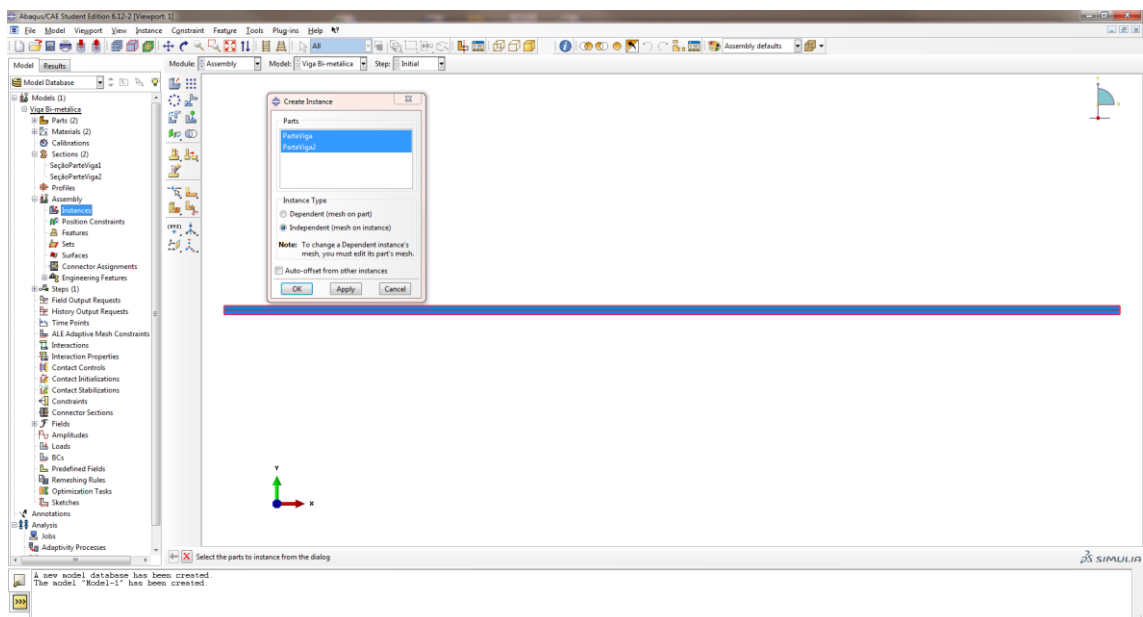 Abaqus/CAE Student Edition 6.12-2 [Viewport: 1]
File Model Viewport View Instance Constraint Feature Tools Plug-ins Help
All
Assembly defaults
Model Results
Module: Assembly Model: Viga Bi-metálica Step: Initial
Model Database
Models (1)
Viga Bi-metálica
Parts (2)
Materials (2)
Calibrations
Sections (2)
SeçãoParteViga1
SeçãoParteViga2
Profiles
Assembly
Instances
Position Constraints
Features
Sets
Surfaces
Connector Assignments
Engineering Features
Steps (1)
Field Output Requests
History Output Requests
Time Points
ALE Adaptive Mesh Constraints
Interactions
Interaction Properties
Contact Controls
Contact Initializations
Contact Stabilizations
Constraints
Connector Sections
Fields
Amplitudes
Loads
BCs
Predefined Fields
Remeshing Rules
Optimization Tasks
Sketches
Annotations
Analysis
Jobs
Adaptivity Processes
Create Instance
Parts
ParteViga
ParteViga2
Instance Type
Dependent (mesh on part)
Independent (mesh on instance)
Note: To change a Dependent instance's
mesh, you must edit its part's mesh.
Auto-offset from other instances
OK Apply Cancel
Y
X
Select the parts to instance from the dialog
SIMULIA
A new model database has been created.
The model "Model-1" has been created.
>>>